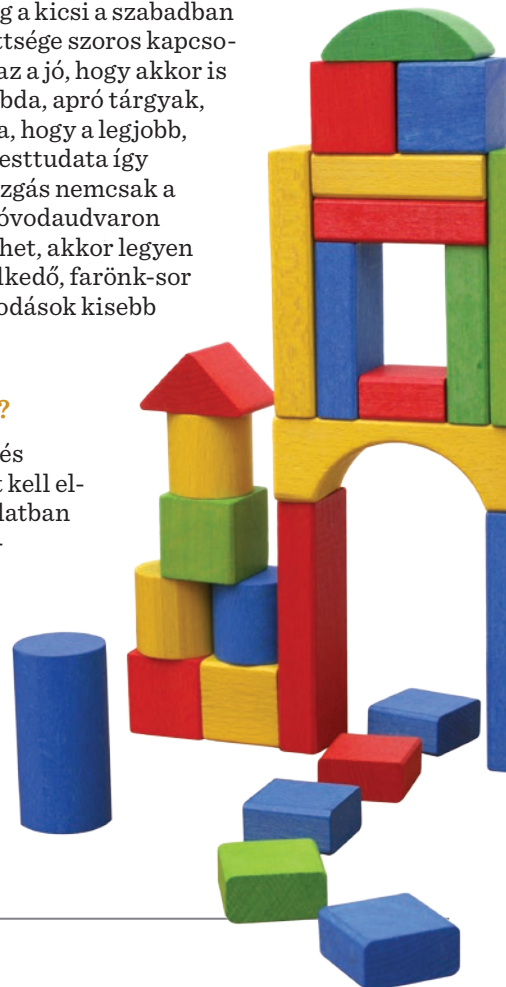 g a kicsi a szabadban
ttsége szoros kapcso-
az a jó, hogy akkor is
bda, apró tárgyak,
a, hogy a legjobb,
esttudata így
zgás nemcsak a
óvodaudvaron
het, akkor legyen
lkedő, farönk-sor
odások kisebb
?
és
t kell el-
latban
-